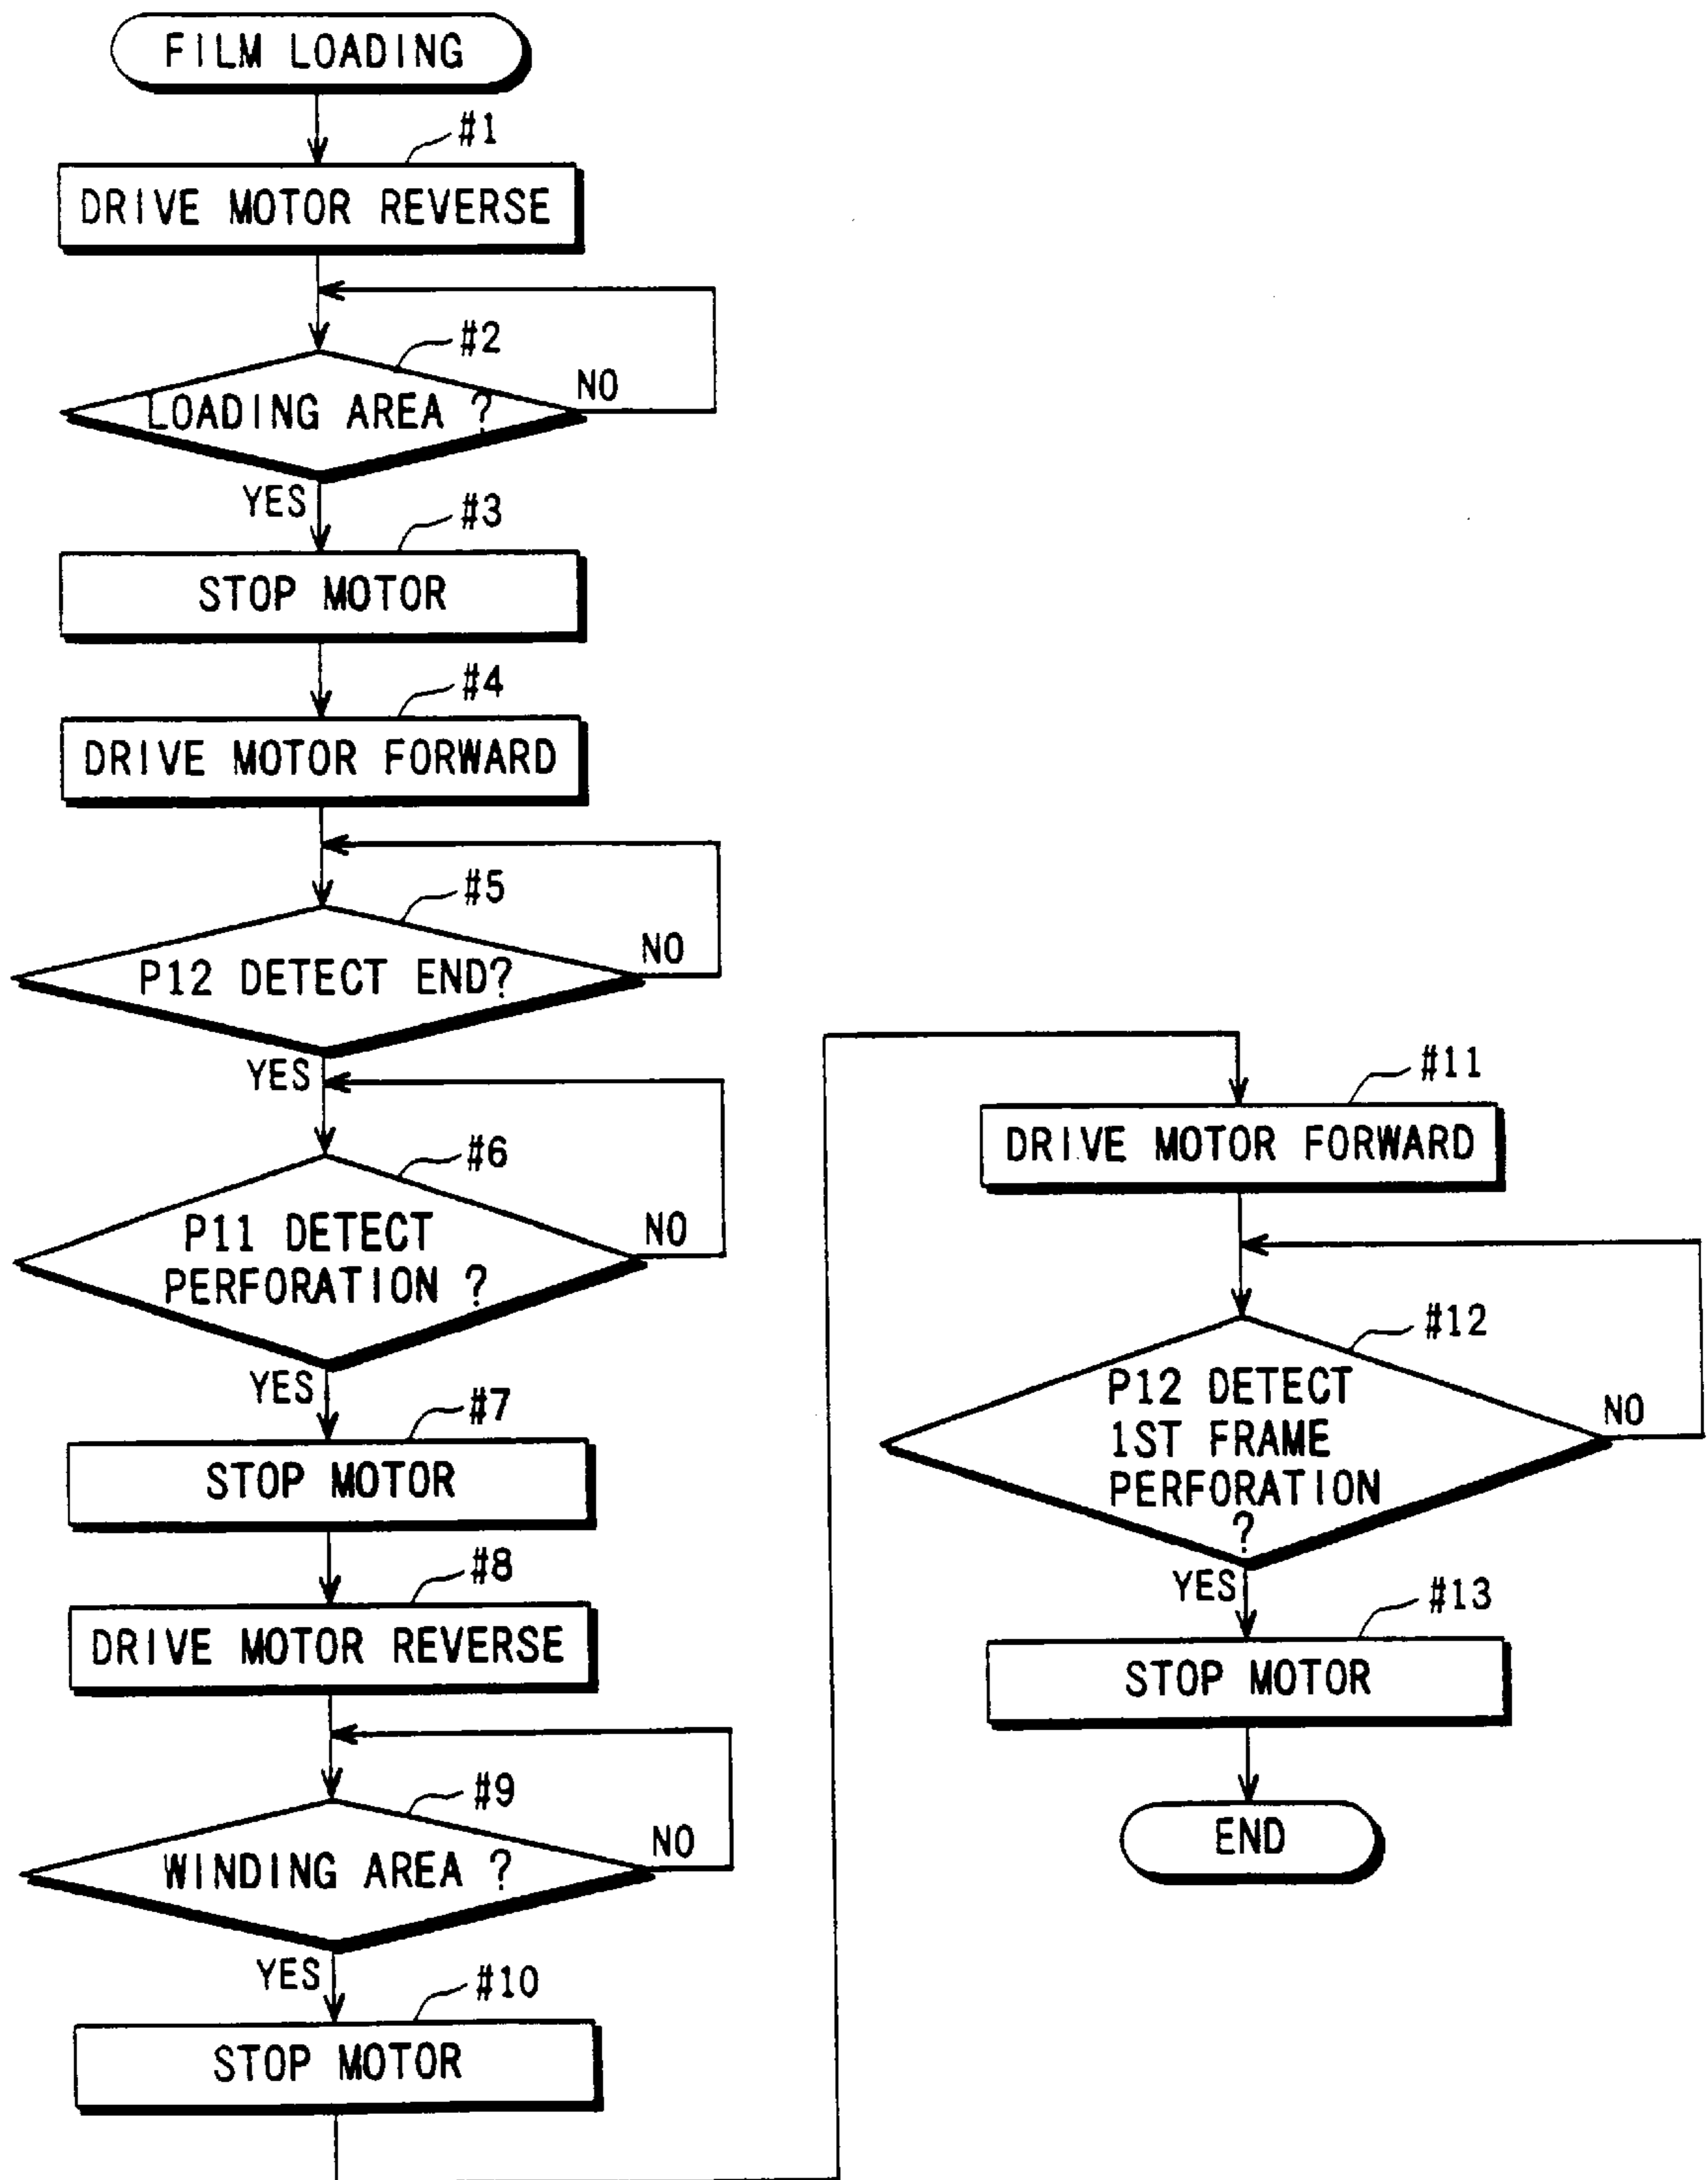 FILM LOADING
#1
DRIVE MOTOR REVERSE
#2
LOADING AREA ?
NO
YES
#3
STOP MOTOR
#4
DRIVE MOTOR FORWARD
#5
P12 DETECT END?
NO
YES
#6
P11 DETECT
PERFORATION ?
NO
YES
#7
STOP MOTOR
#8
DRIVE MOTOR REVERSE
#9
WINDING AREA ?
NO
YES
#10
STOP MOTOR
#11
DRIVE MOTOR FORWARD
#12
P12 DETECT
1ST FRAME
PERFORATION
?
NO
YES
#13
STOP MOTOR
END